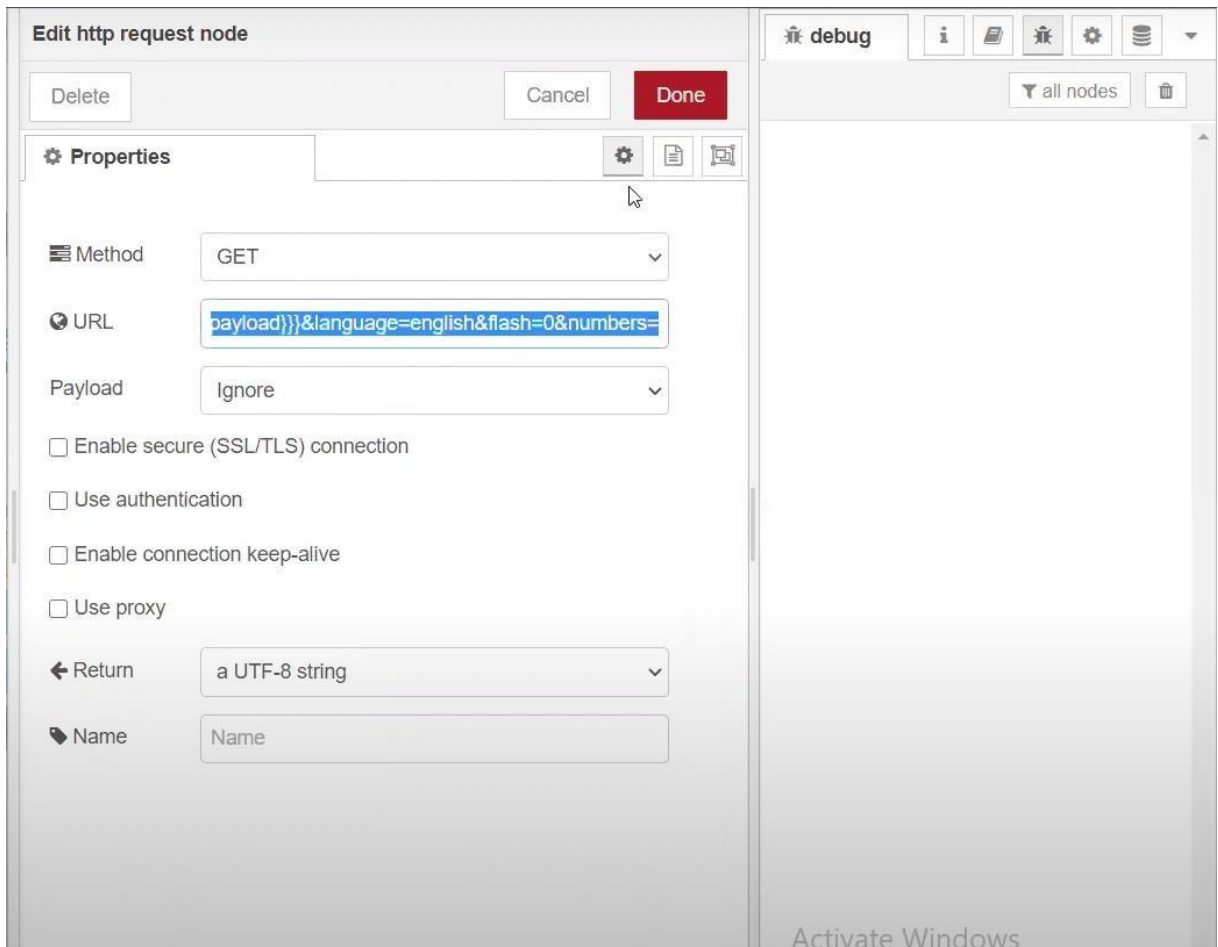 Edit http request node
Delete
Cancel
Done
Properties
Method
GET
URL
payload}}}&language=english&flash=0&numbers=
Payload
Ignore
Enable secure (SSL/TLS) connection
Use authentication
Enable connection keep-alive
Use proxy
Return
a UTF-8 string
Name
Name
debug
i
all nodes
Activate Windows